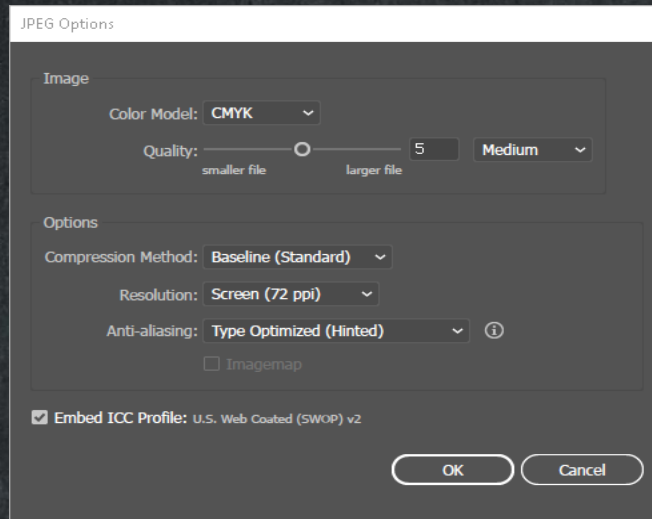 JPEG Options
Image
Color Model: CMYK
Quality: 5 Medium
smaller file larger file
Options
Compression Method: Baseline (Standard)
Resolution: Screen (72 ppi)
Anti-aliasing: Type Optimized (Hinted)
Imagemap
Embed ICC Profile: U.S. Web Coated (SWOP) v2
OK Cancel